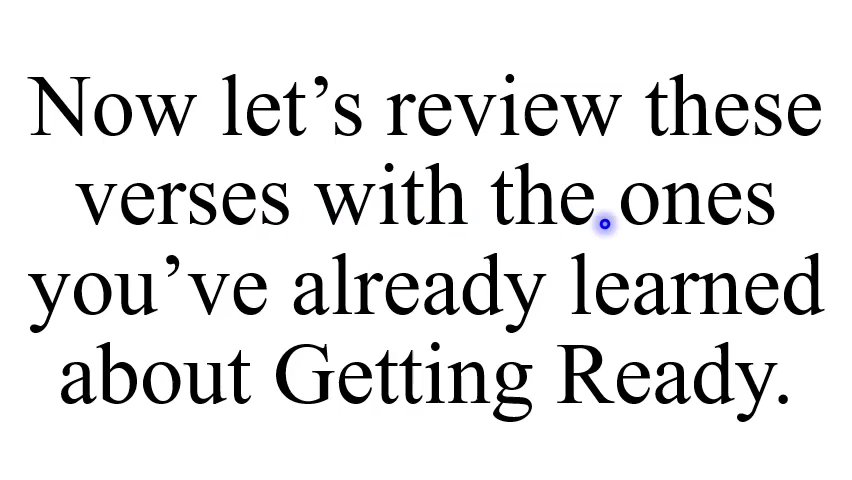 Now let’s review these
verses with the ones
you’ve already learned
about Getting Ready.